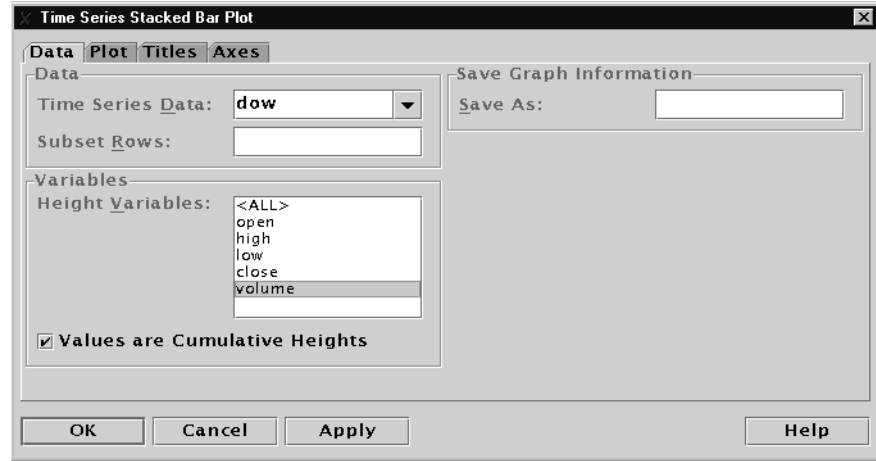 Time Series Stacked Bar Plot
Data Plot Titles Axes
Data
Time Series Data: dow
Subset Rows:
Variables
Height Variables:
<ALL>
open
high
low
close
volume
Values are Cumulative Heights
Save Graph Information
Save As:
OK Cancel Apply Help